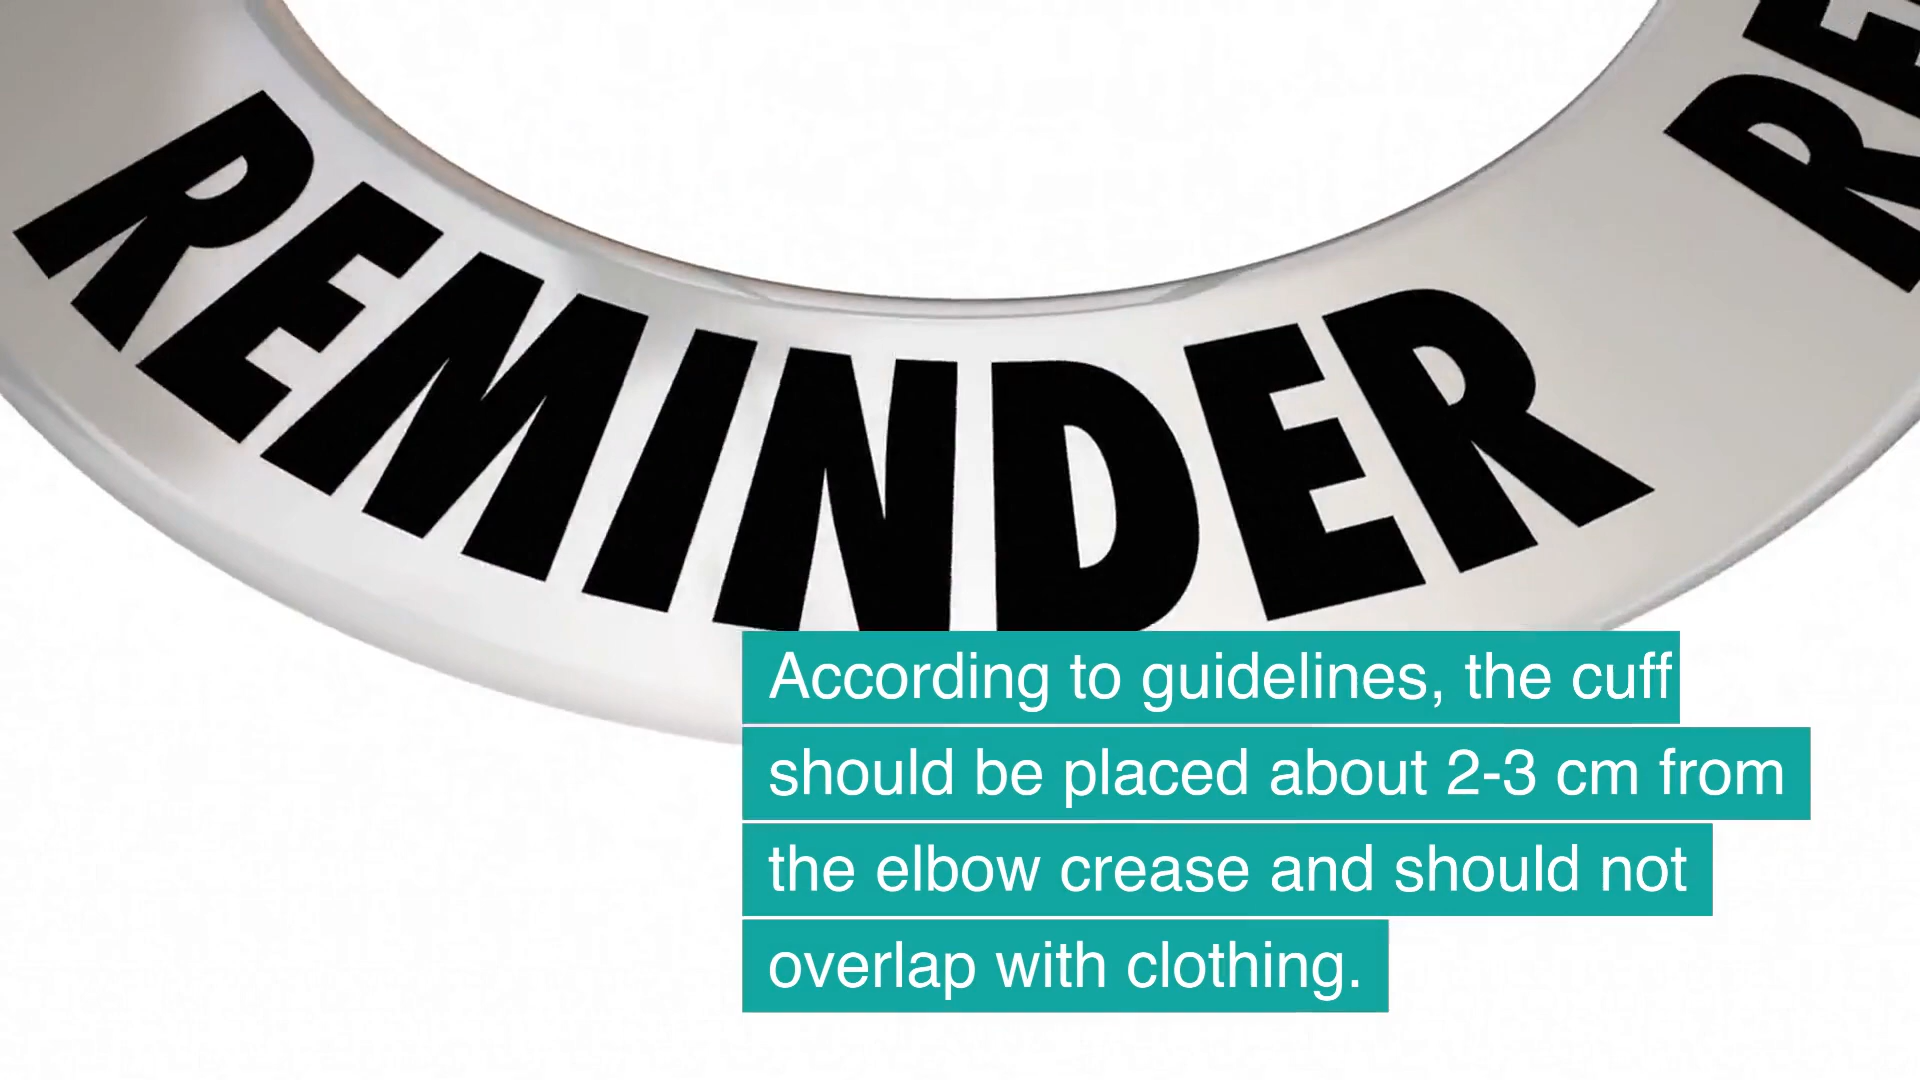 REMINDER
RE
According to guidelines, the cuff
should be placed about 2-3 cm from
the elbow crease and should not
overlap with clothing.